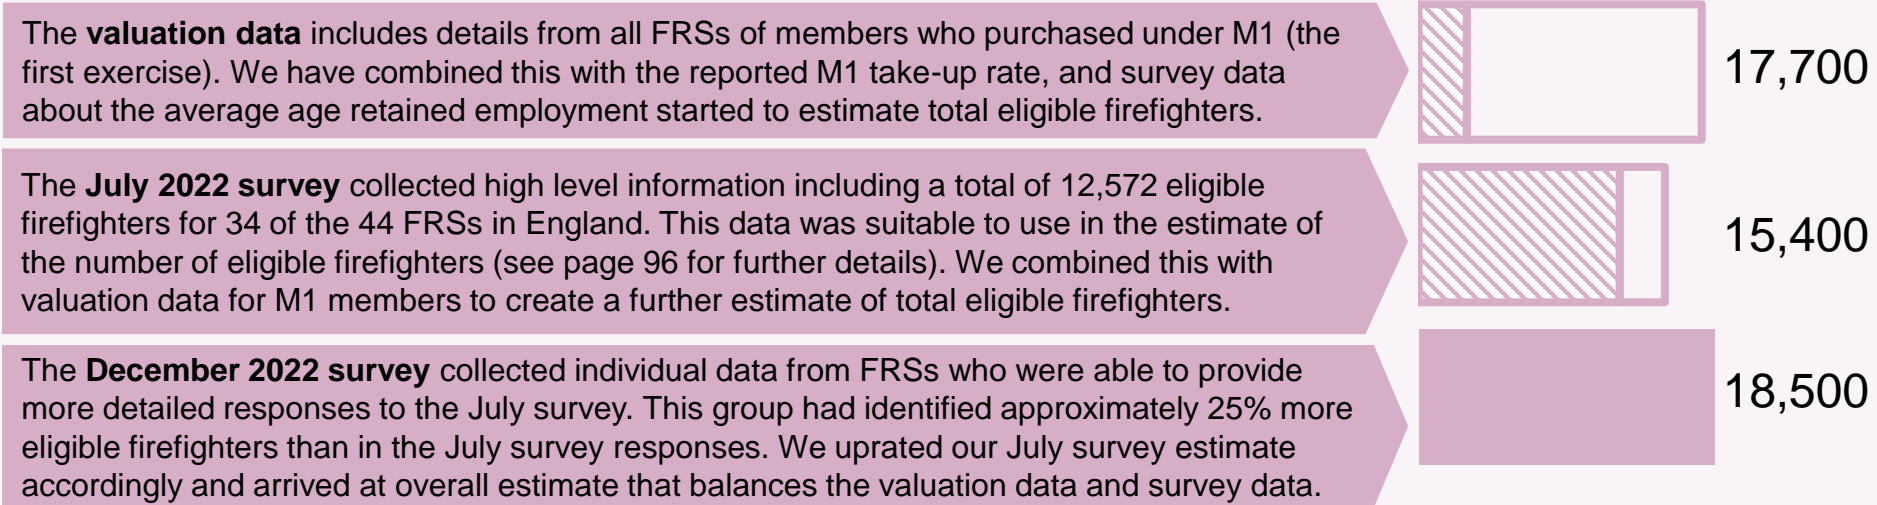 The valuation data includes details from all FRSs of members who purchased under M1 (the
first exercise). We have combined this with the reported M1 take-up rate, and survey data
about the average age retained employment started to estimate total eligible firefighters.
17,700
The July 2022 survey collected high level information including a total of 12,572 eligible
firefighters for 34 of the 44 FRSs in England. This data was suitable to use in the estimate of
the number of eligible firefighters (see page 96 for further details). We combined this with
valuation data for M1 members to create a further estimate of total eligible firefighters.
15,400
The December 2022 survey collected individual data from FRSs who were able to provide
more detailed responses to the July survey. This group had identified approximately 25% more
eligible firefighters than in the July survey responses. We uprated our July survey estimate
accordingly and arrived at overall estimate that balances the valuation data and survey data.
18,500